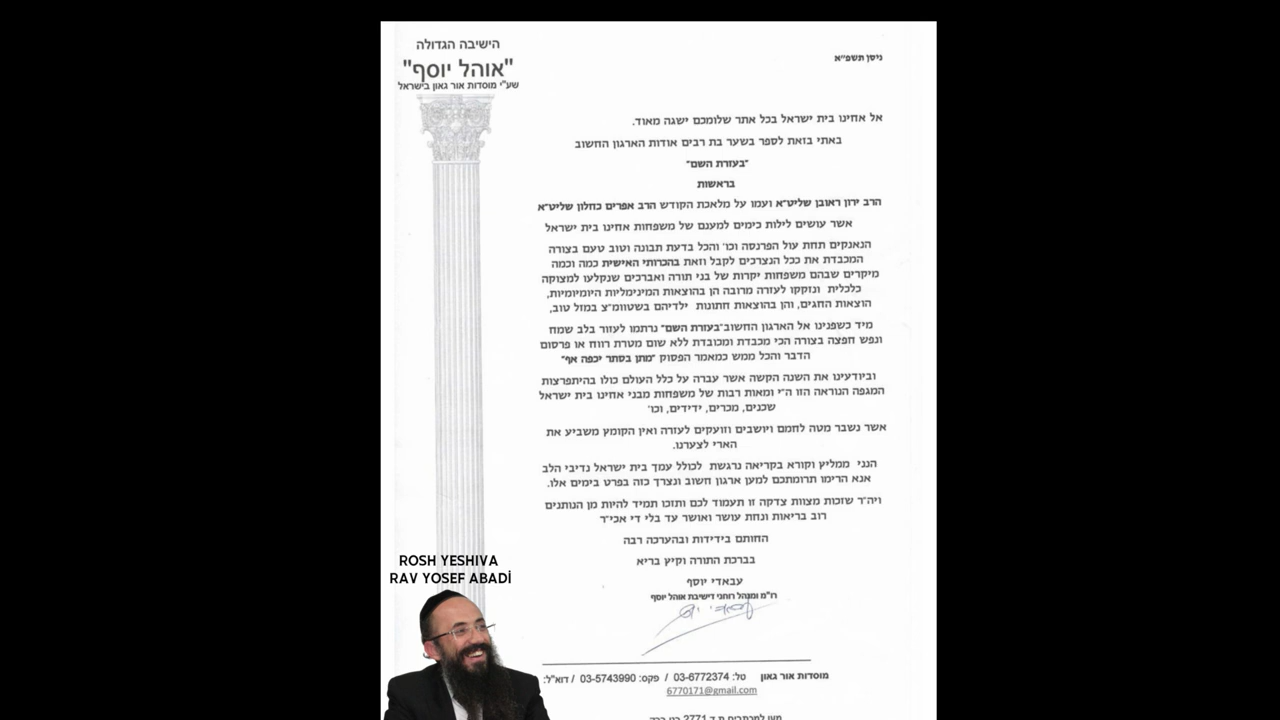 הישיבה הגדולה
"אוהל יוסף"
שע"י מוסדות אור גאון בישראל
ניסן תשפ״א
אל אחינו בית ישראל בכל אתר שלומכם ישגה מאוד.
באתי בזאת לספר בשער בת רבים אודות הארגון החשוב
״בעזרת השם״
בראשות
הרב ירון ראובן שליט״א ועמו על מלאכת הקודש הרב אפרים כחלון שליט״א
אשר עושים לילות כימים למענם של משפחות אחינו בית ישראל
הנאנקים תחת עול הפרנסה וכו׳ והכל בדעת תבונה וטוב טעם בצורה
המכבדת את ככל הנצרכים לקבל וזאת בהכרותי האישית כמה וכמה
מיקרים שבהם משפחות יקרות של בני תורה ואברכים שנקלעו למצוקה
כלכלית ונזקקו לעזרה מרובה הן בהוצאות המינימליות היומיומיות,
הוצאות החגים, והן בהוצאות חתונות ילדיהם בשטוומ״צ במזל טוב,
מיד כשפנינו אל הארגון החשוב״בעזרת השם״ נרתמו לעזור בלב שמח
ונפש חפצה בצורה הכי מכבדת ומכובדת ללא שום מטרת רווח או פרסום
הדבר והכל ממש כמאמר הפסוק ״מתן בסתר יכפה אף״
וביודעינו את השנה הקשה אשר עברה על כלל העולם כולו בהיתפרצות
המגפה הנוראה הזו ה״י ומאות רבות של משפחות מבני אחינו בית ישראל
שכנים, מכרים, ידידים, וכו׳
אשר נשבר מטה לחמם ויושבים וזועקים לעזרה ואין הקומץ משביע את
הארי לצערנו.
הנני ממליץ וקורא בקריאה נרגשת לכולל עמך בית ישראל נדיבי הלב
אנא הרימו תרומתכם למען ארגון חשוב ונצרך כזה בפרט בימים אלו.
ויה״ר שזכות מצוות צדקה זו תעמוד לכם ותזכו תמיד להיות מן הנותנים
רוב בריאות ונחת עושר ואושר עד בלי די אכי״ר
החותם בידידות ובהערכה רבה
בברכת התורה וקיץ בריא
עבאדי יוסף
רו״מ ומנהל רוחני דישיבת אוהל יוסף
מוסדות אור גאון טל: 03-6772374 / פקס: 03-5743990 / דוא"ל:
6770171@gmail.com
ROSH YESHIVA
RAV YOSEF ABADİ